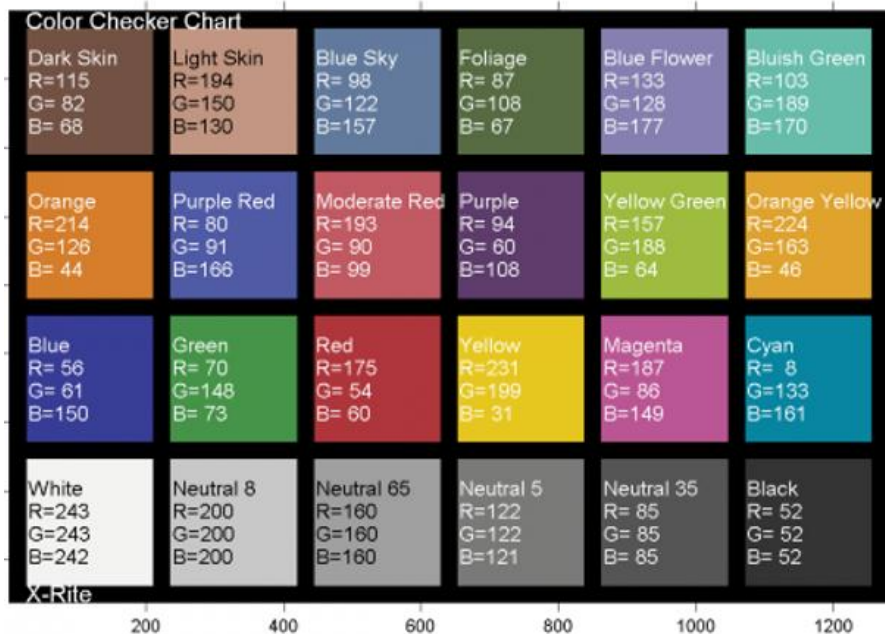 Color Checker Chart
Dark Skin
R=115
G= 82
B= 68
Light Skin
R=194
G=150
B=130
Blue Sky
R= 98
G=122
B=157
Foliage
R= 87
G=108
B= 67
Blue Flower
R=133
G=128
B=177
Bluish Green
R=103
G=189
B=170
Orange
R=214
G=126
B= 44
Purple Red
R= 80
G= 91
B=166
Moderate Red
R=193
G= 90
B= 99
Purple
R= 94
G= 60
B=108
Yellow Green
R=157
G=188
B= 64
Orange Yellow
R=224
G=163
B= 46
Blue
R= 56
G= 61
B=150
Green
R= 70
G=148
B= 73
Red
R=175
G= 54
B= 60
Yellow
R=231
G=199
B= 31
Magenta
R=187
G= 86
B=149
Cyan
R=  8
G=133
B=161
White
R=243
G=243
B=242
Neutral 8
R=200
G=200
B=200
Neutral 65
R=160
G=160
B=160
Neutral 5
R=122
G=122
B=121
Neutral 35
R= 85
G= 85
B= 85
Black
R= 52
G= 52
B= 52
X-Rite
200 400 600 800 1000 1200